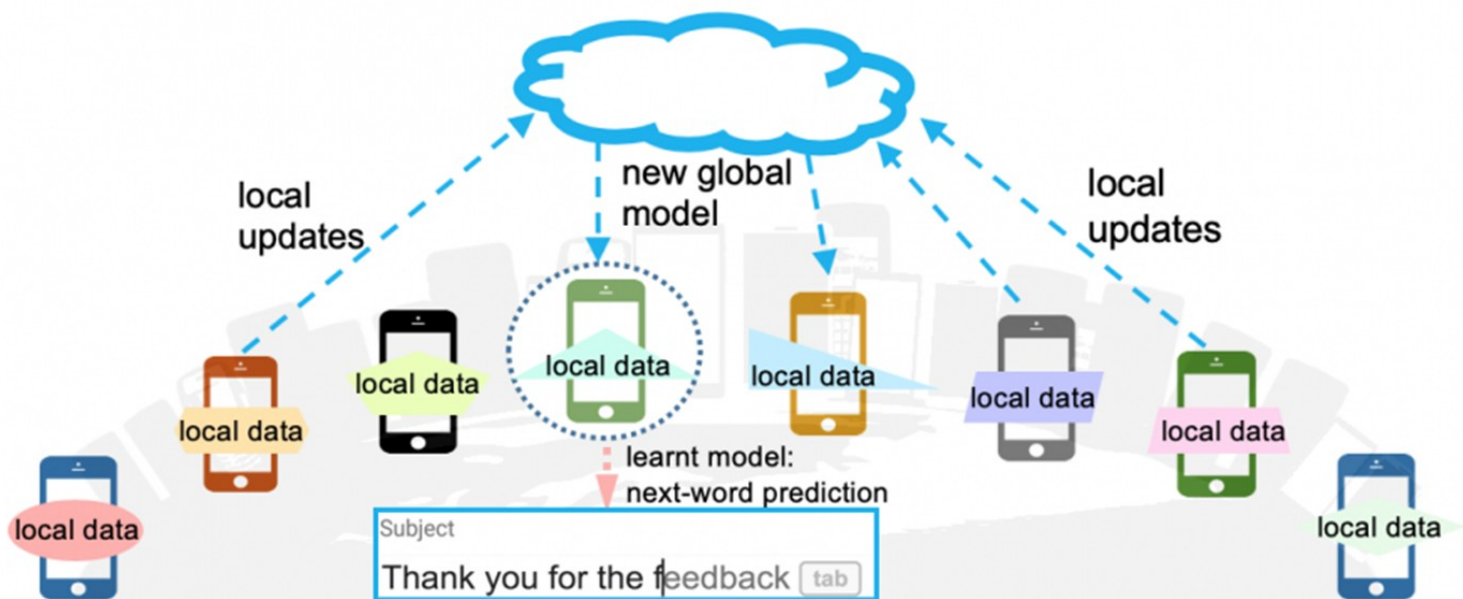 new global
model
local
updates
local
updates
local data
local data
local data
local data
local data
local data
local data
local data
learnt model:
next-word prediction
Subject
Thank you for the feedback tab